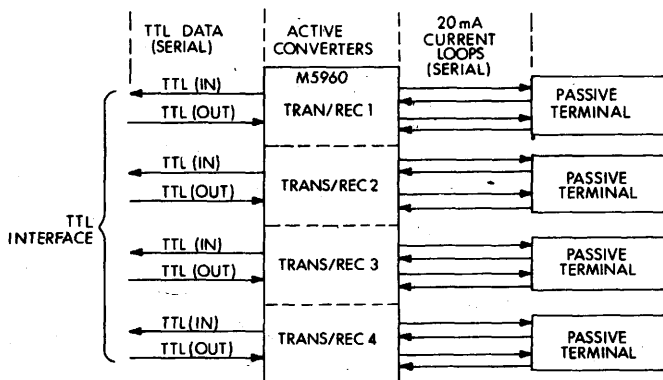 TTL DATA
(SERIAL)
ACTIVE
CONVERTERS
20mA
CURRENT
LOOPS
(SERIAL)
M5960
TTL (IN)
TTL (OUT)
TRAN/REC 1
PASSIVE
TERMINAL
TTL (IN)
TTL (OUT)
TRANS/REC 2
PASSIVE
TERMINAL
TTL
INTERFACE
TTL (IN)
TTL (OUT)
TRANS/REC 3
PASSIVE
TERMINAL
TTL(IN)
TTL(OUT)
TRANS/REC 4
PASSIVE
TERMINAL